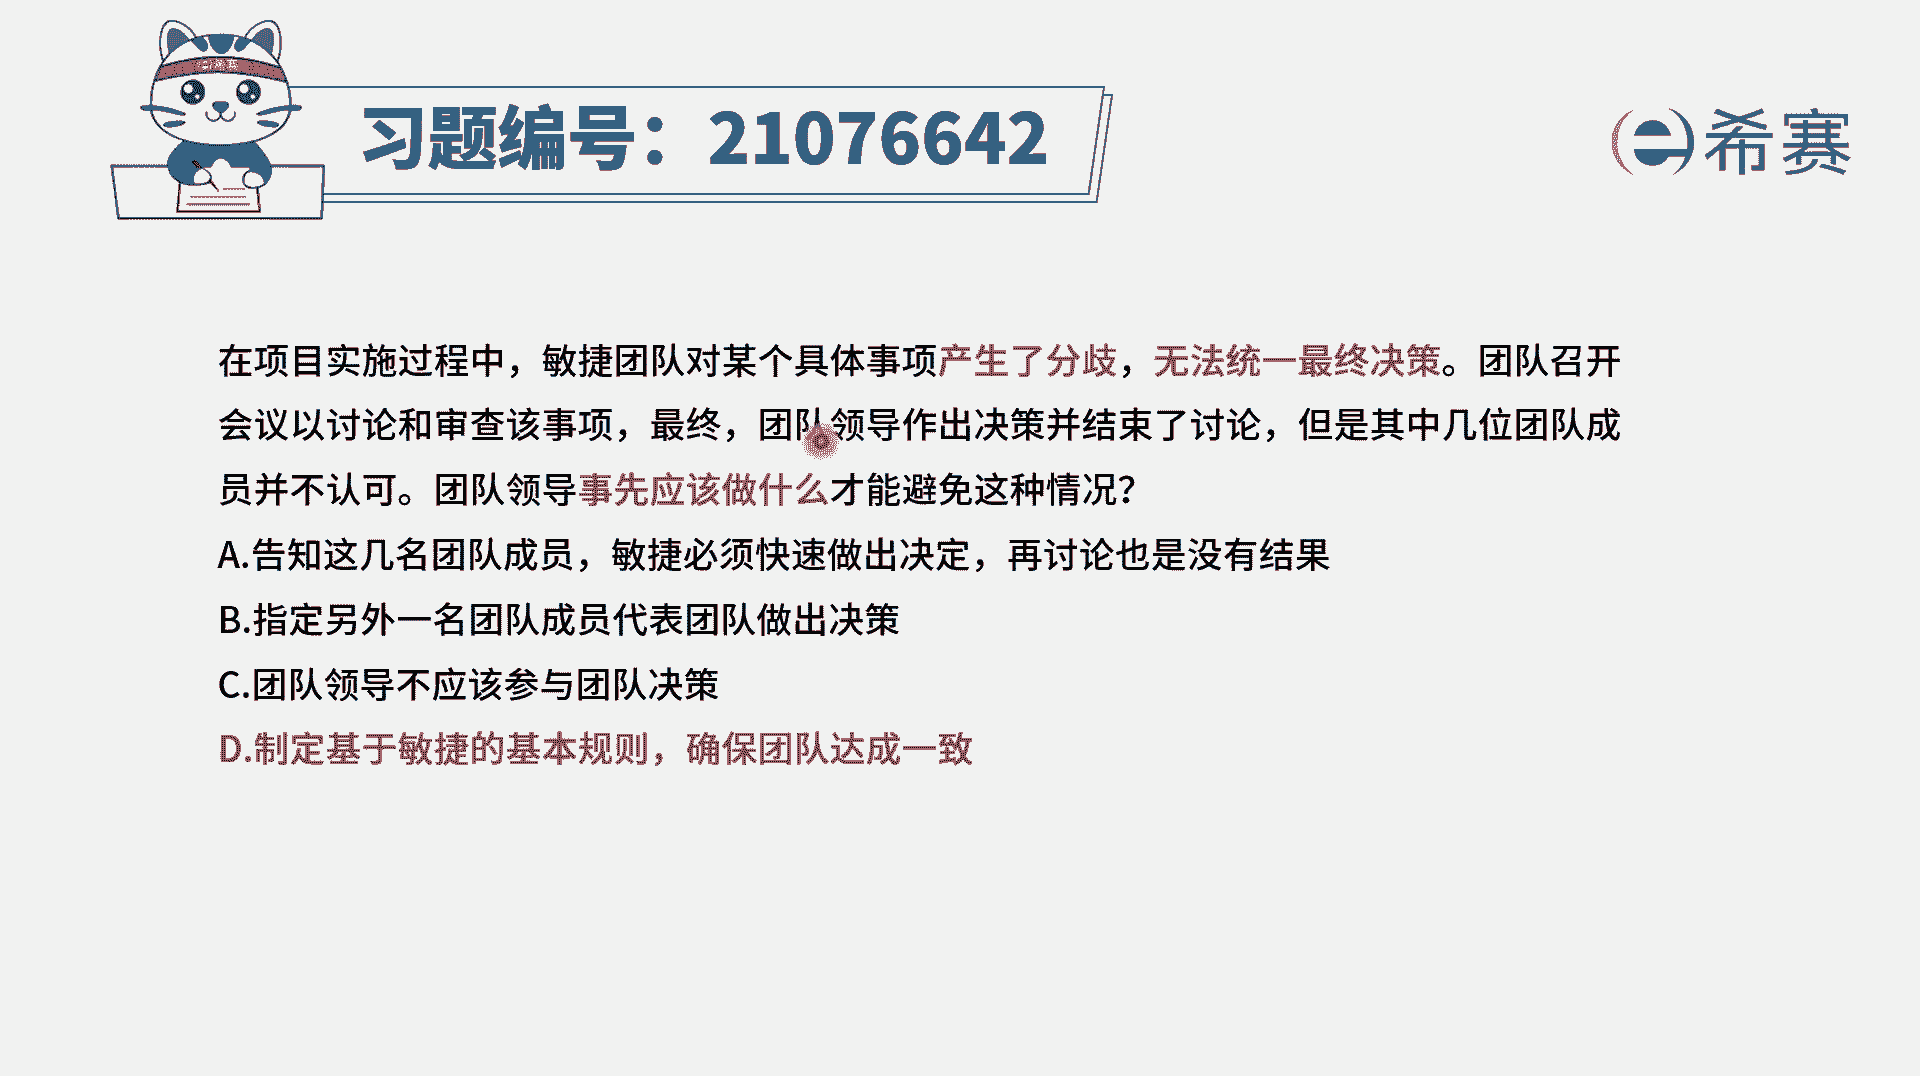 习题编号：21076642
希赛
在项目实施过程中，敏捷团队对某个具体事项产生了分歧，无法统一最终决策。团队召开
会议以讨论和审查该事项，最终，团队领导作出决策并结束了讨论，但是其中几位团队成
员并不认可。团队领导事先应该做什么才能避免这种情况？
A.告知这几名团队成员，敏捷必须快速做出决定，再讨论也是没有结果
B.指定另外一名团队成员代表团队做出决策
C.团队领导不应该参与团队决策
D.制定基于敏捷的基本规则，确保团队达成一致